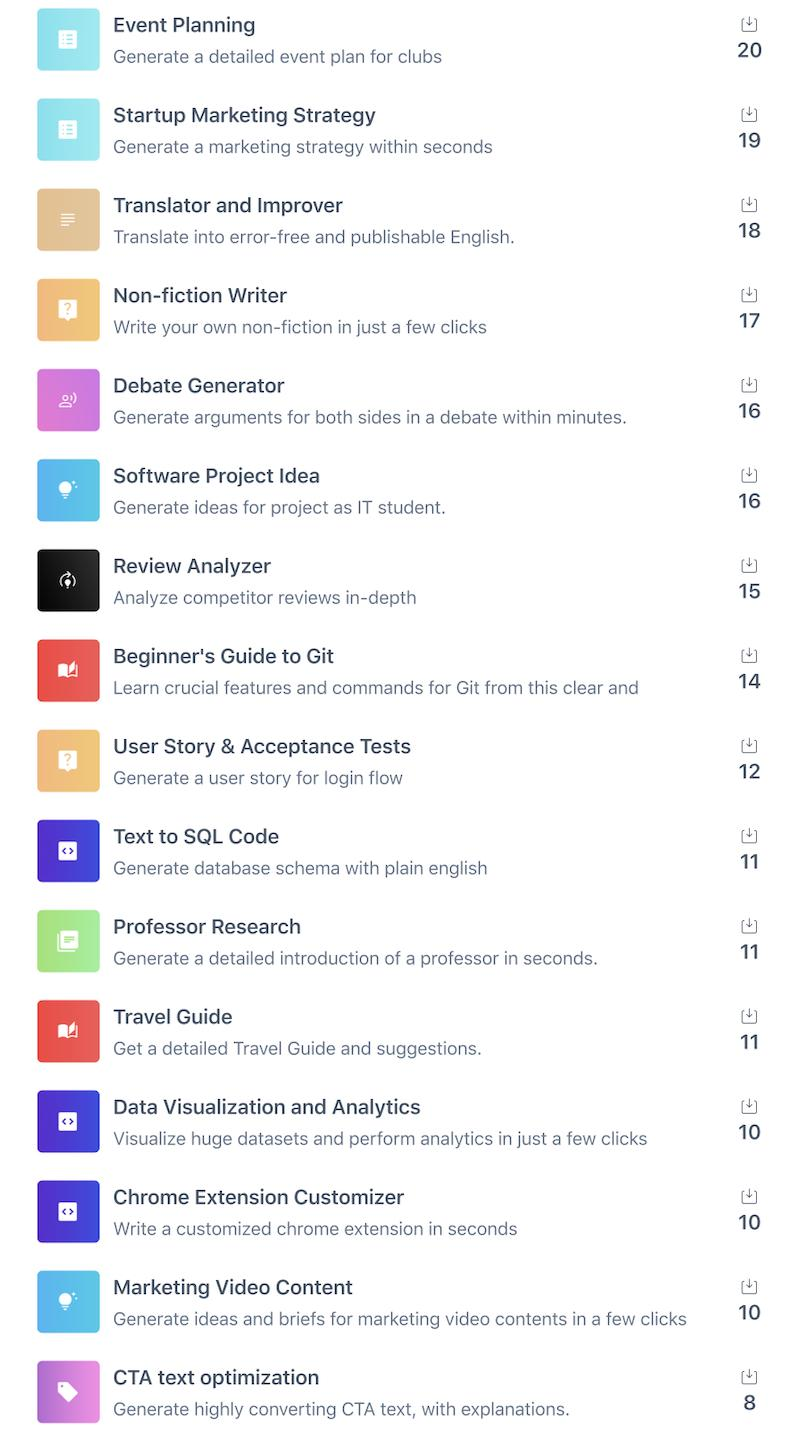 Event Planning
20
Generate a detailed event plan for clubs
Startup Marketing Strategy
19
Generate a marketing strategy within seconds
Translator and Improver
18
Translate into error-free and publishable English.
Non-fiction Writer
17
Write your own non-fiction in just a few clicks
Debate Generator
16
Generate arguments for both sides in a debate within minutes.
Software Project Idea
16
Generate ideas for project as IT student.
Review Analyzer
15
Analyze competitor reviews in-depth
Beginner's Guide to Git
14
Learn crucial features and commands for Git from this clear and
User Story & Acceptance Tests
12
Generate a user story for login flow
Text to SQL Code
11
Generate database schema with plain english
Professor Research
11
Generate a detailed introduction of a professor in seconds.
Travel Guide
11
Get a detailed Travel Guide and suggestions.
Data Visualization and Analytics
10
Visualize huge datasets and perform analytics in just a few clicks
Chrome Extension Customizer
10
Write a customized chrome extension in seconds
Marketing Video Content
10
Generate ideas and briefs for marketing video contents in a few clicks
CTA text optimization
8
Generate highly converting CTA text, with explanations.